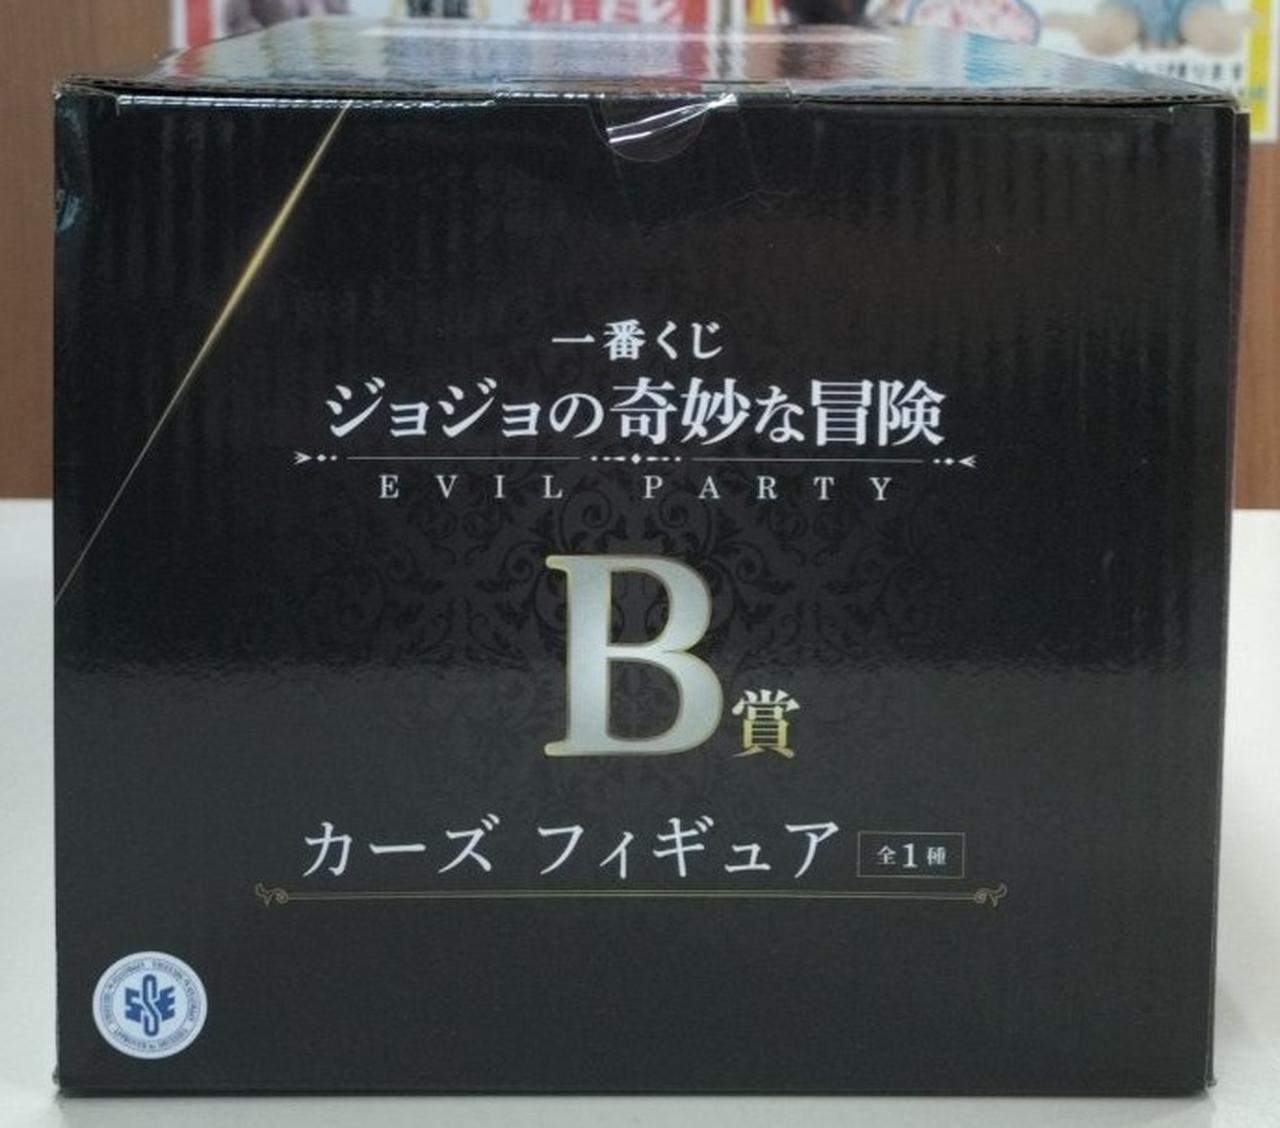 一番くじ
ジョジョの奇妙な冒険
EVIL PARTY
B賞
カーズ フィギュア 全1種